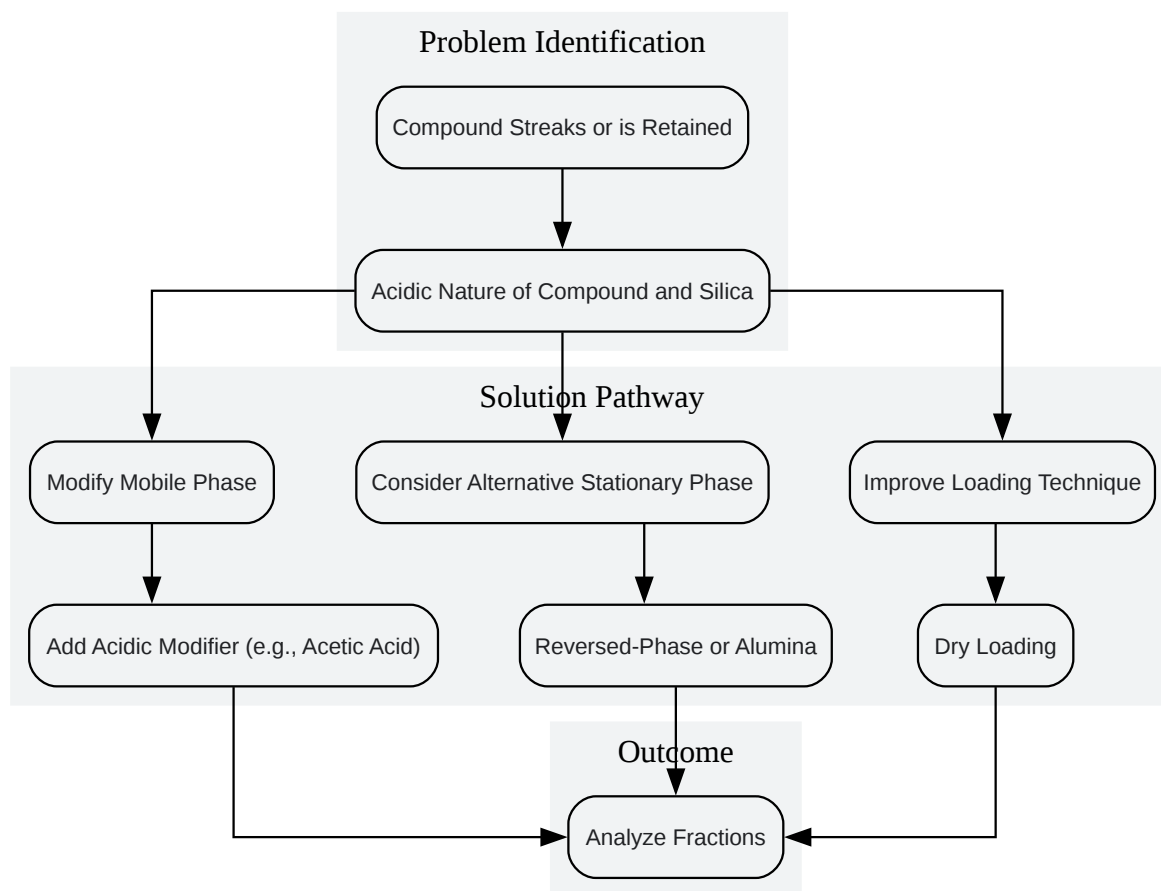 Problem Identification
Compound Streaks or is Retained
Acidic Nature of Compound and Silica
Solution Pathway
Modify Mobile Phase
Consider Alternative Stationary Phase
Improve Loading Technique
Add Acidic Modifier (e.g., Acetic Acid)
Reversed-Phase or Alumina
Dry Loading
Outcome
Analyze Fractions